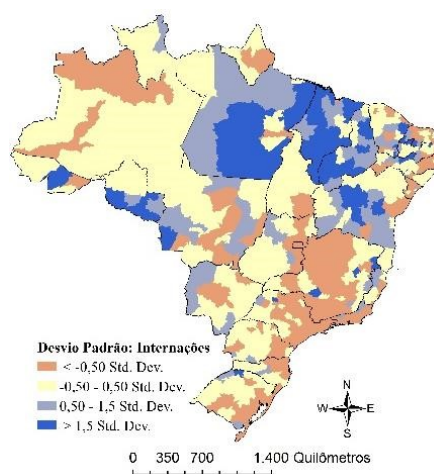 Desvio Padrão: Internações
< -0,50 Std. Dev.
-0,50 - 0,50 Std. Dev.
0,50 - 1,5 Std. Dev.
> 1,5 Std. Dev.
N
W E
S
0 350 700 1.400 Quilômetros